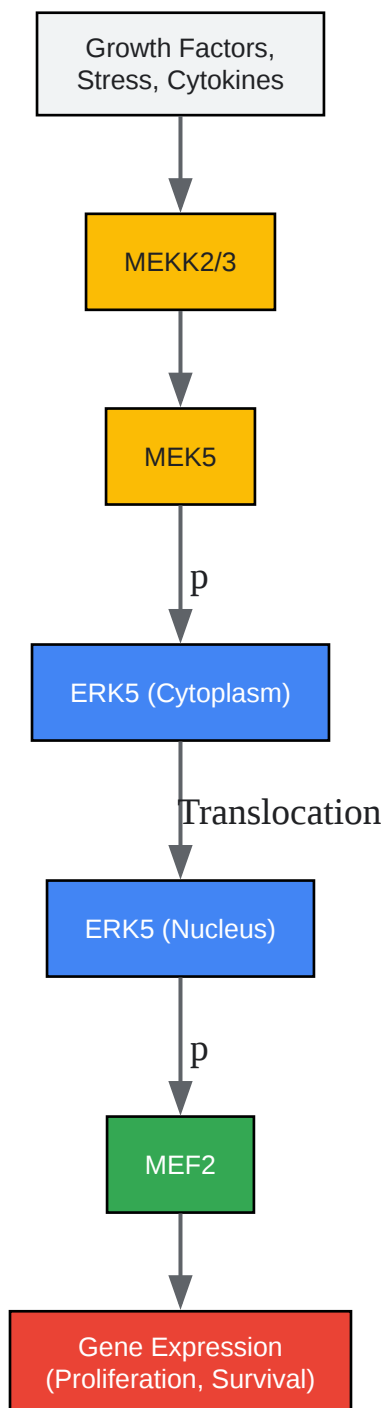 Growth Factors,
Stress, Cytokines
MEKK2/3
MEK5
p
ERK5 (Cytoplasm)
Translocation
ERK5 (Nucleus)
p
MEF2
Gene Expression
(Proliferation, Survival)